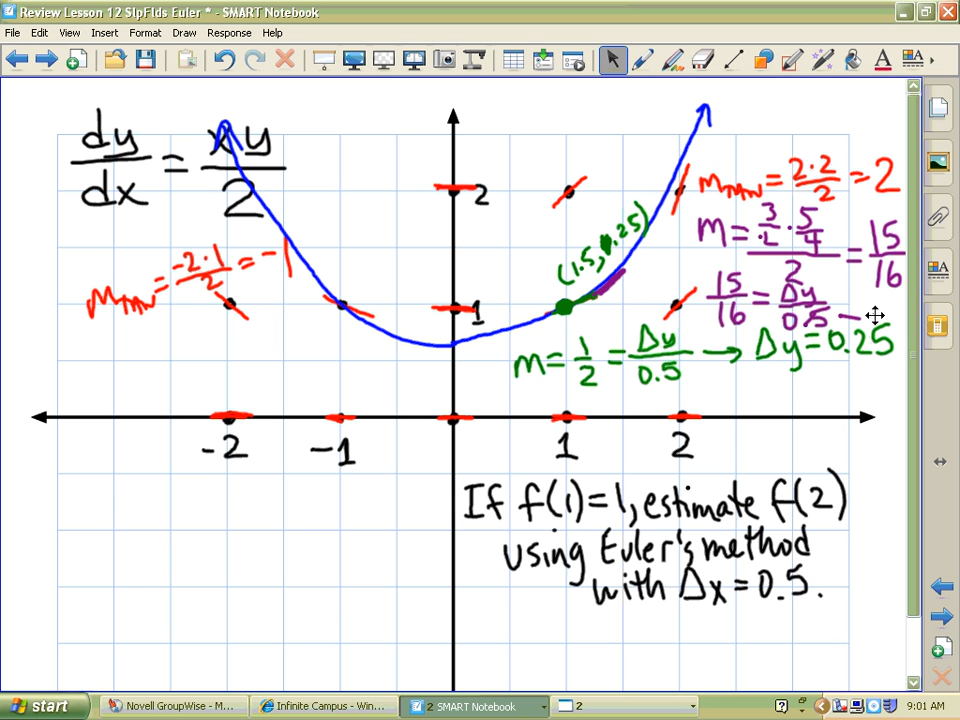 Review Lesson 12 SlpFlds Euler * - SMART Notebook
File Edit View Insert Format Draw Response Help
dy/dx = xy/2
m_TAN = -2·1/2 = -1
2
1
(1.5, 1.25)
m_TAN = 2·2/2 = 2
m = 3/2 · 5/4 / 2 = 15/16
15/16 = Δy/0.5
m = 1/2 = Δy/0.5 → Δy = 0.25
-2 -1 1 2
If f(1)=1, estimate f(2)
using Euler's method
with Δx = 0.5.
start Novell GroupWise - M... Infinite Campus - Win... 2 SMART Notebook 2 9:01 AM